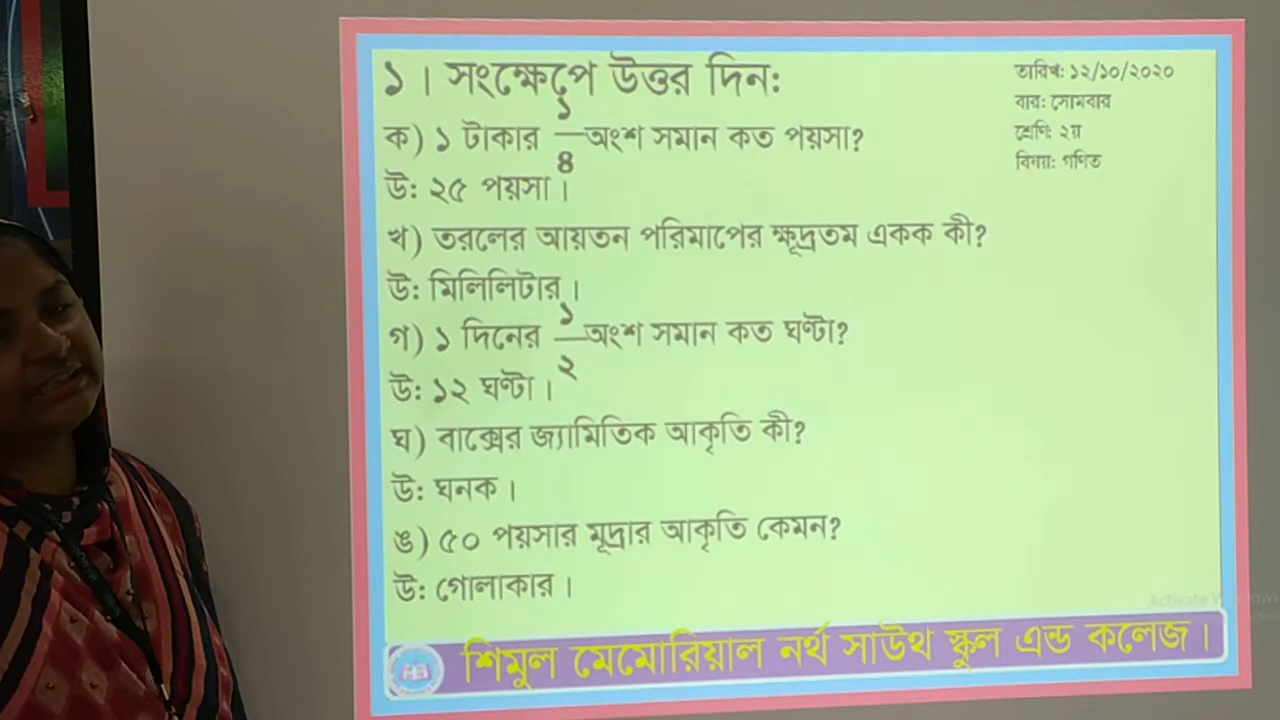 ১। সংক্ষেপে উত্তর দিন:
তারিখ: ১২/১০/২০২০
বার: সোমবার
শ্রেণি: ২য়
বিষয়: গণিত
ক) ১ টাকার ১/৪ অংশ সমান কত পয়সা?
উ: ২৫ পয়সা।
খ) তরলের আয়তন পরিমাপের ক্ষূদ্রতম একক কী?
উ: মিলিলিটার।
গ) ১ দিনের ১/২ অংশ সমান কত ঘণ্টা?
উ: ১২ ঘণ্টা।
ঘ) বাক্সের জ্যামিতিক আকৃতি কী?
উ: ঘনক।
ঙ) ৫০ পয়সার মূদ্রার আকৃতি কেমন?
উ: গোলাকার।
Activate
শিমুল মেমোরিয়াল নর্থ সাউথ স্কুল এন্ড কলেজ।